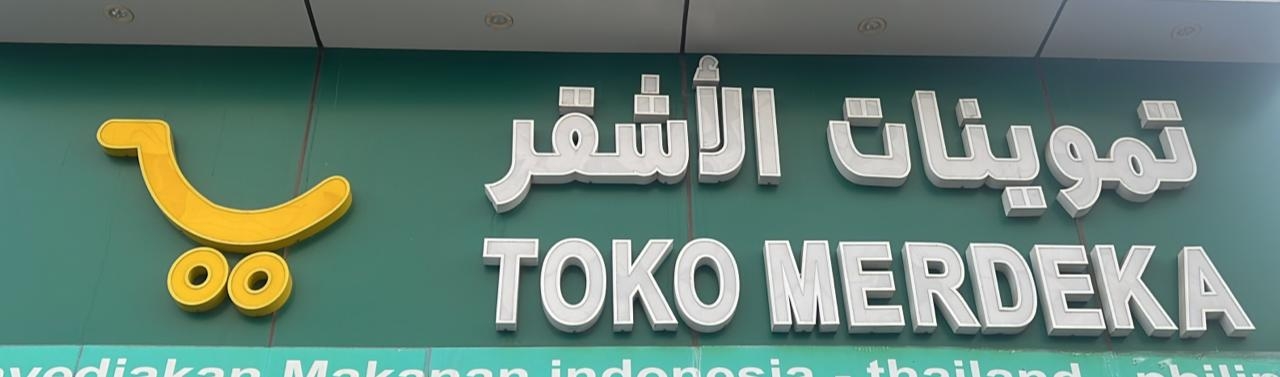 تموينات الأشقر
TOKO MERDEKA
Makanan indonesia - thailand -